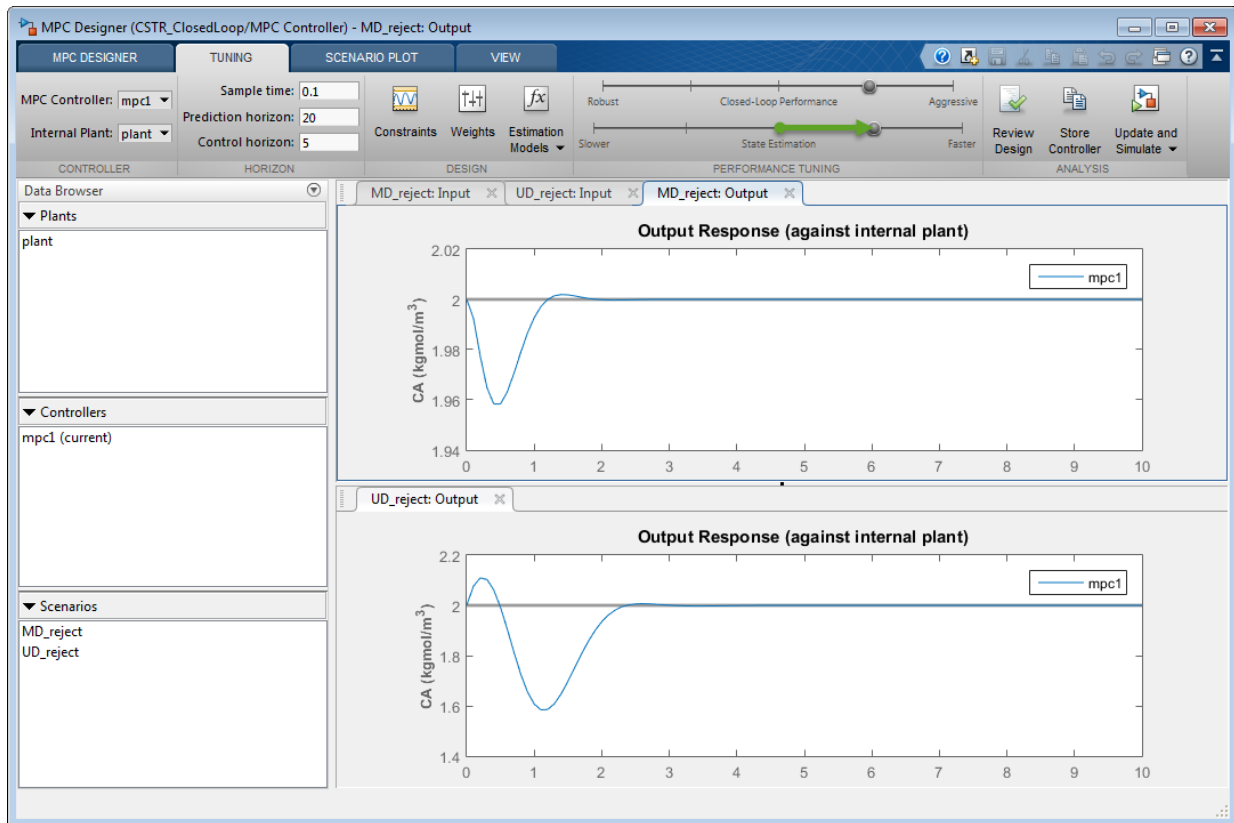 MPC Designer (CSTR_ClosedLoop/MPC Controller) - MD_reject: Output
MPC DESIGNER TUNING SCENARIO PLOT VIEW
MPC Controller: mpc1
Internal Plant: plant
CONTROLLER
Sample time: 0.1
Prediction horizon: 20
Control horizon: 5
HORIZON
Constraints Weights Estimation Models
DESIGN
Robust Closed-Loop Performance Aggressive
Slower State Estimation Faster
PERFORMANCE TUNING
Review Design Store Controller Update and Simulate
ANALYSIS
Data Browser
Plants
plant
Controllers
mpc1 (current)
Scenarios
MD_reject
UD_reject
MD_reject: Input UD_reject: Input MD_reject: Output
Output Response (against internal plant)
CA (kgmol/m³)
2.02
2
1.98
1.96
1.94
0 1 2 3 4 5 6 7 8 9 10
mpc1
UD_reject: Output
Output Response (against internal plant)
CA (kgmol/m³)
2.2
2
1.8
1.6
1.4
0 1 2 3 4 5 6 7 8 9 10
mpc1